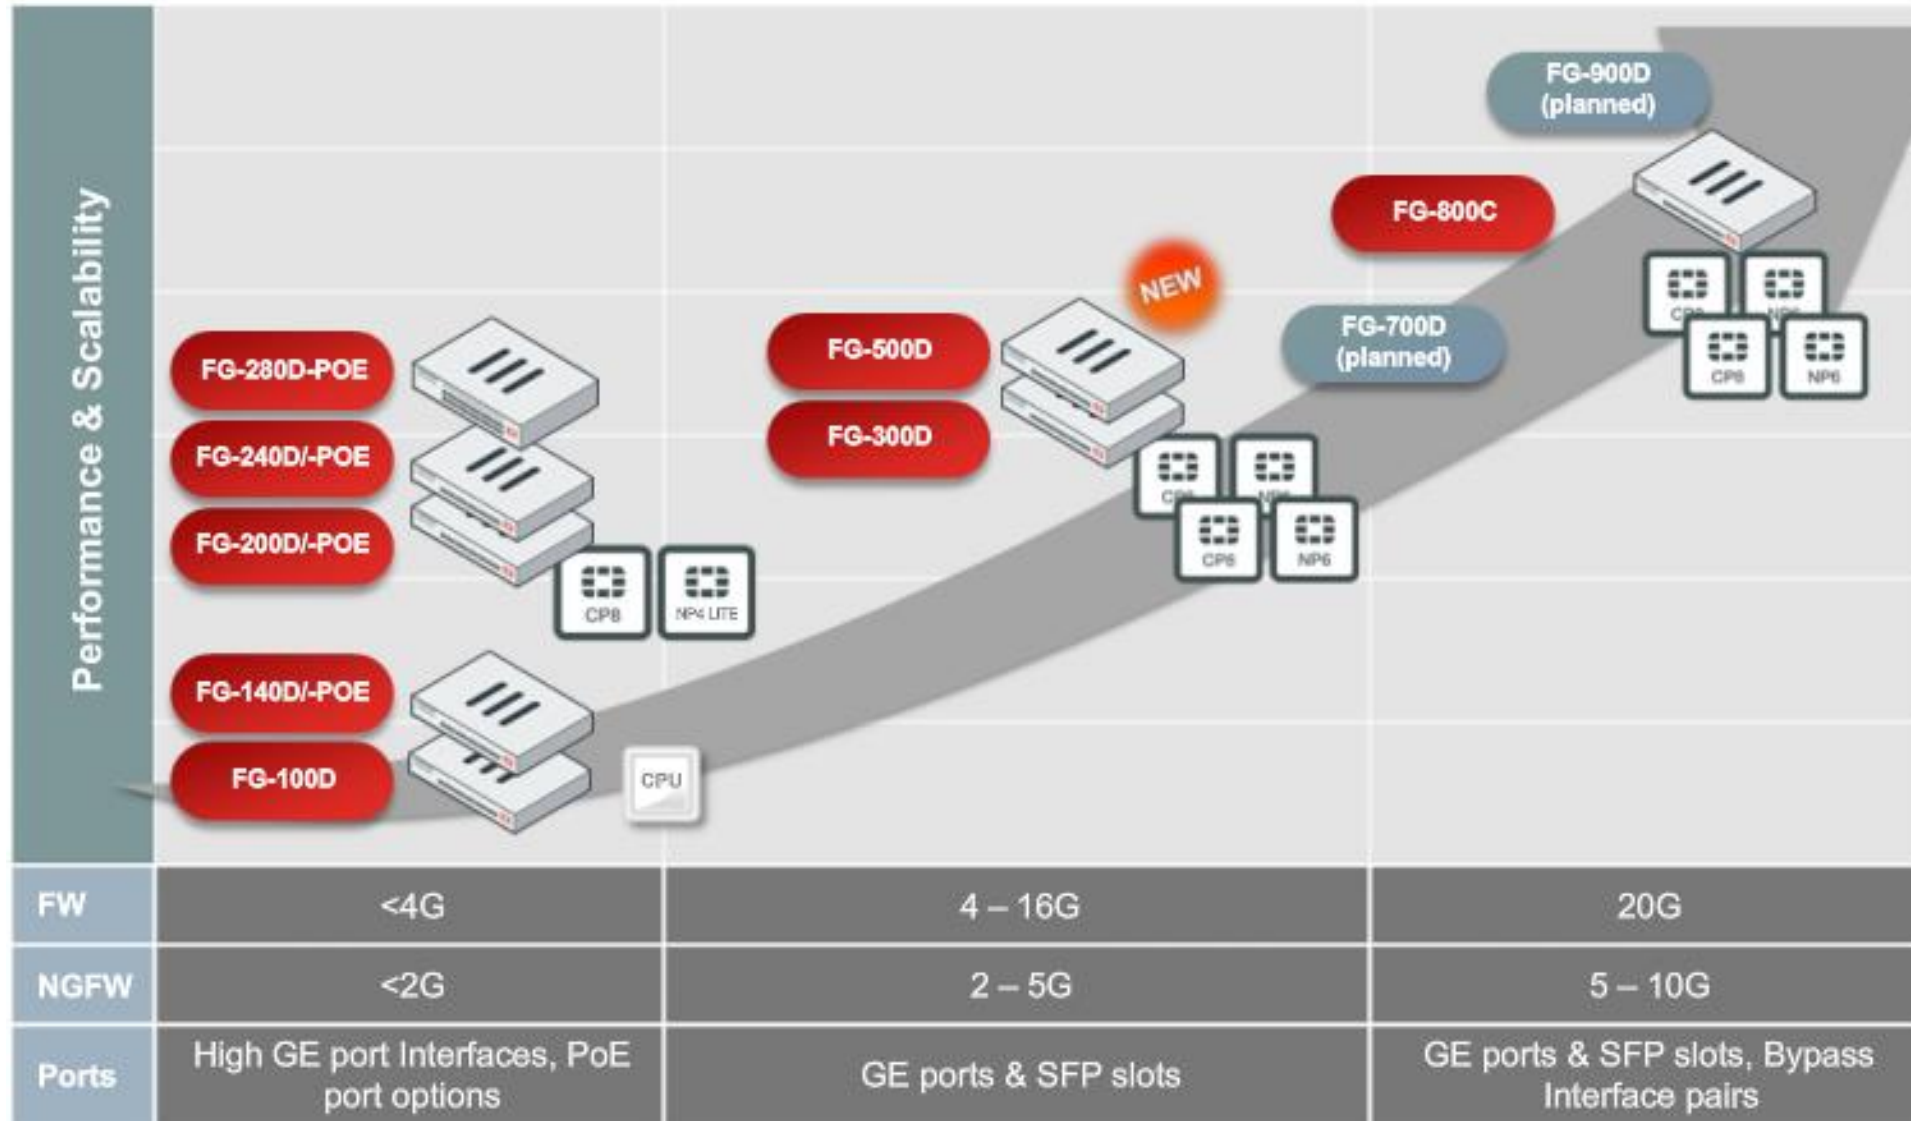 Performance & Scalability
FG-900D
(planned)
FG-800C
NEW
FG-700D
(planned)
FG-500D
FG-300D
FG-280D-POE
FG-240D/-POE
FG-200D/-POE
CP8
NP4 LITE
NP6
NP6
FG-140D/-POE
FG-100D
CPU
FW
<4G
4 – 16G
20G
NGFW
<2G
2 – 5G
5 – 10G
Ports
High GE port Interfaces, PoE
port options
GE ports & SFP slots
GE ports & SFP slots, Bypass
Interface pairs